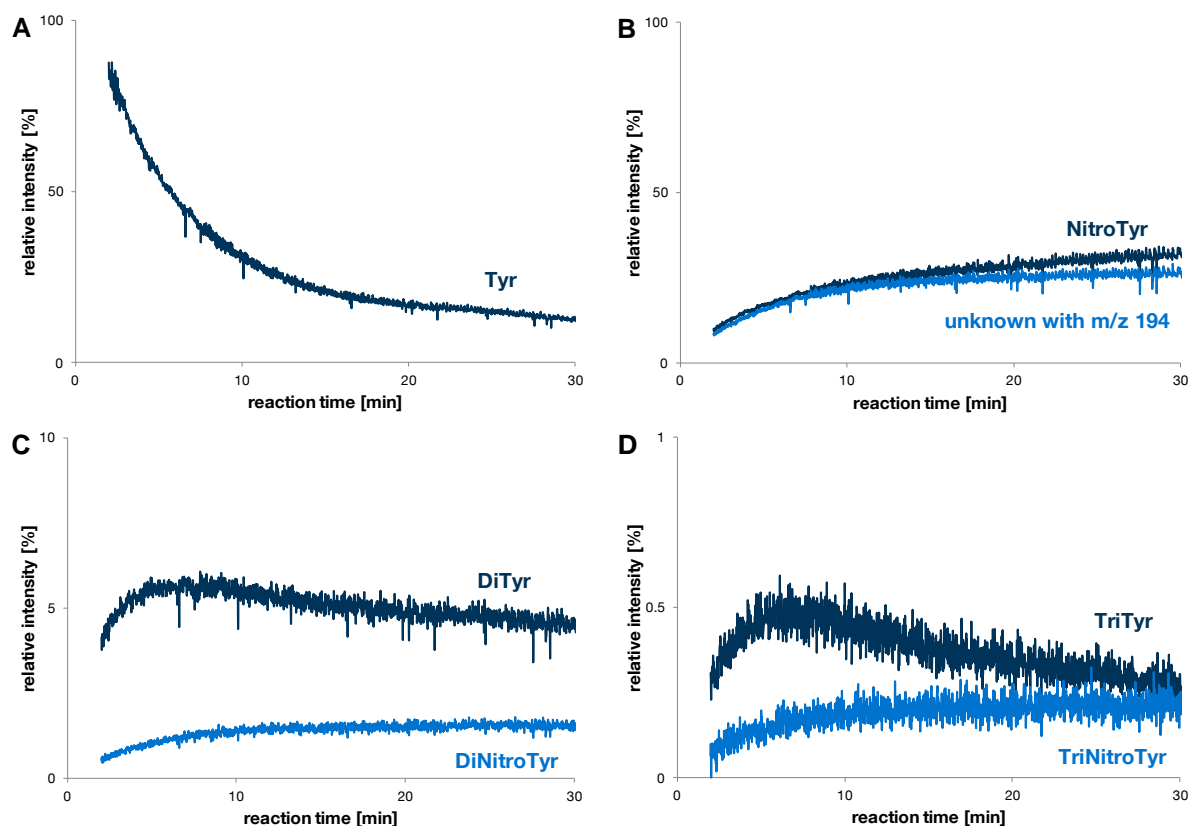 A
relative intensity [%]
100
50
0
Tyr
0 10 20 30
reaction time [min]
B
relative intensity [%]
100
50
0
NitroTyr
unknown with m/z 194
0 10 20 30
reaction time [min]
C
relative intensity [%]
10
5
0
DiTyr
DiNitroTyr
0 10 20 30
reaction time [min]
D
relative intensity [%]
1
0.5
0
TriTyr
TriNitroTyr
0 10 20 30
reaction time [min]